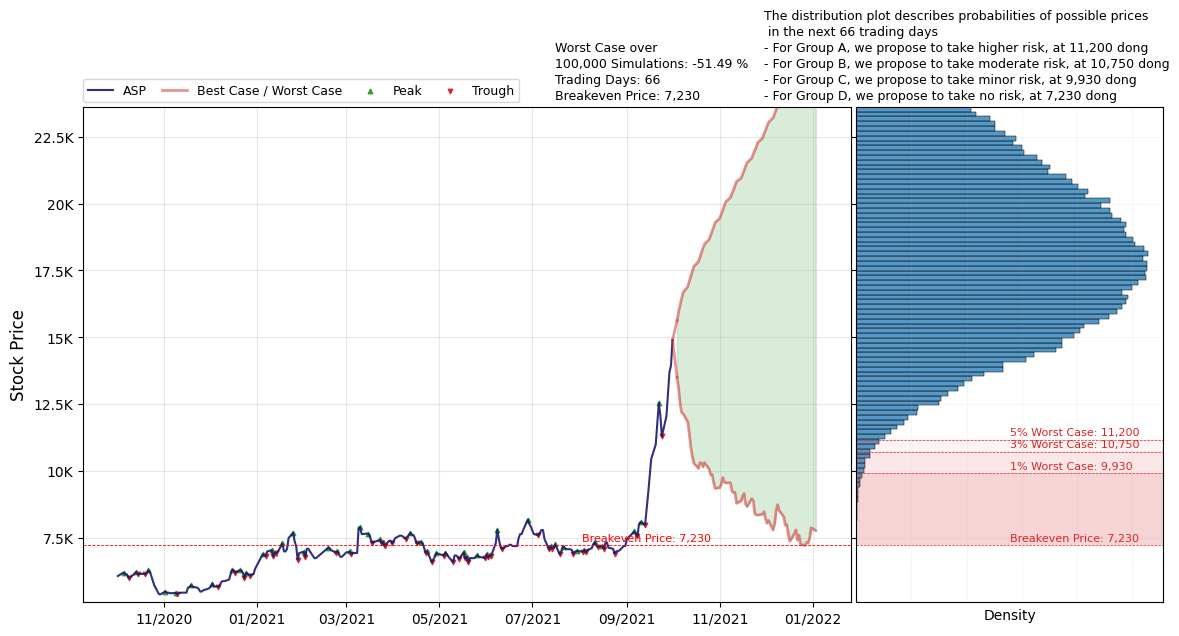 The distribution plot describes probabilities of possible prices
in the next 66 trading days
- For Group A, we propose to take higher risk, at 11,200 dong
- For Group B, we propose to take moderate risk, at 10,750 dong
- For Group C, we propose to take minor risk, at 9,930 dong
- For Group D, we propose to take no risk, at 7,230 dong
Worst Case over
100,000 Simulations: -51.49 %
Trading Days: 66
Breakeven Price: 7,230
ASP
Best Case / Worst Case
Peak
Trough
Stock Price
22.5K
20K
17.5K
15K
12.5K
10K
7.5K
Breakeven Price: 7,230
11/2020
01/2021
03/2021
05/2021
07/2021
09/2021
11/2021
01/2022
5% Worst Case: 11,200
3% Worst Case: 10,750
1% Worst Case: 9,930
Breakeven Price: 7,230
Density